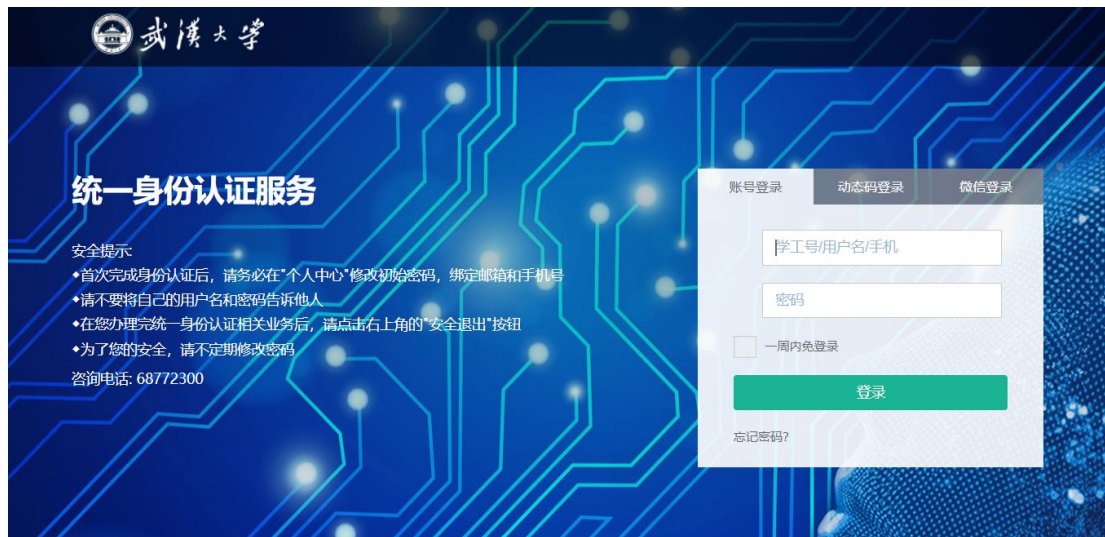 武漢大学
统一身份认证服务
安全提示:
◆首次完成身份认证后，请务必在"个人中心"修改初始密码，绑定邮箱和手机号
◆请不要将自己的用户名和密码告诉他人
◆在您办理完统一身份认证相关业务后，请点击右上角的"安全退出"按钮
◆为了您的安全，请不定期修改密码
咨询电话: 68772300
账号登录 动态码登录 微信登录
学工号/用户名/手机
密码
一周内免登录
登录
忘记密码?